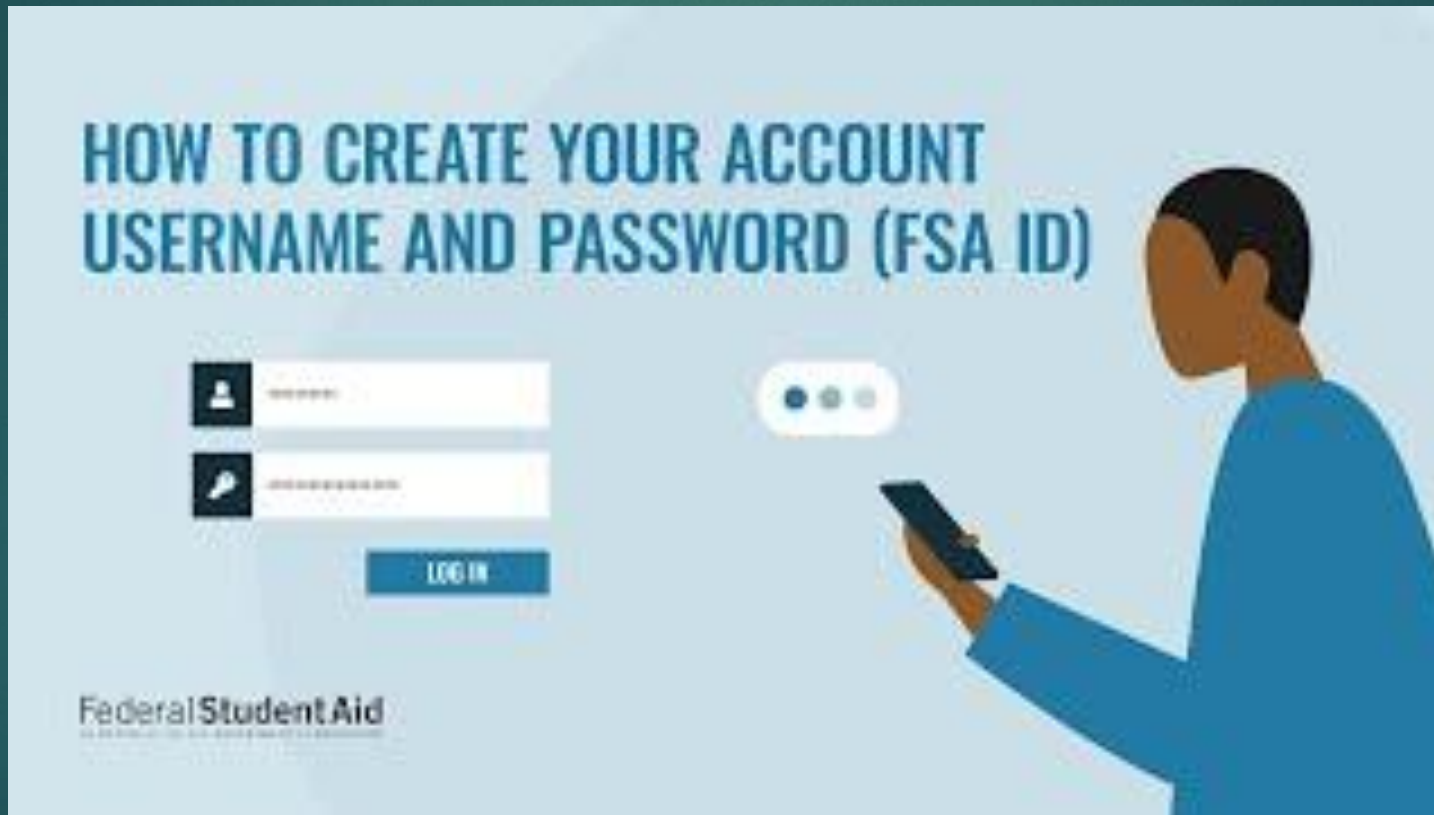 HOW TO CREATE YOUR ACCOUNT
USERNAME AND PASSWORD (FSA ID)
LOG IN
Federal Student Aid